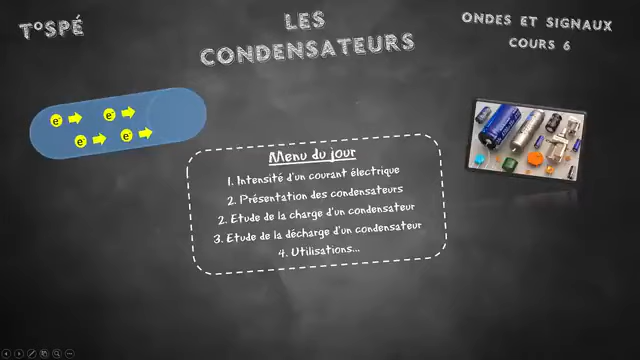 T°SPÉ
LES
CONDENSATEURS
ONDES ET SIGNAUX
COURS 6
e⁻ e⁻
e⁻ e⁻
Menu du jour
1. Intensité d'un courant électrique
2. Présentation des condensateurs
2. Etude de la charge d'un condensateur
3. Etude de la décharge d'un condensateur
4. Utilisations...